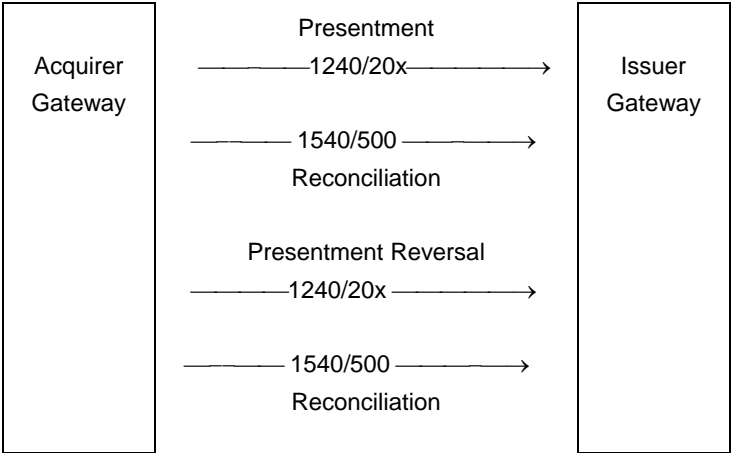 Presentment
Acquirer
Gateway
1240/20x
Issuer
Gateway
1540/500
Reconciliation
Presentment Reversal
1240/20x
1540/500
Reconciliation